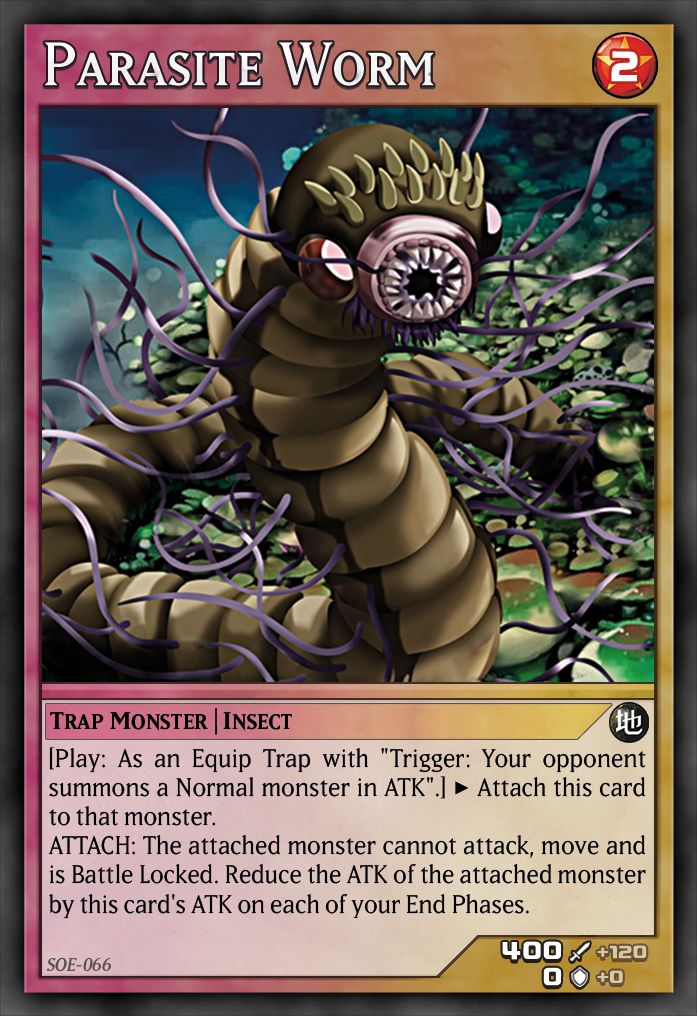 Parasite Worm
2
Trap Monster | Insect
[Play: As an Equip Trap with "Trigger: Your opponent
summons a Normal monster in ATK".] ► Attach this card
to that monster.
ATTACH: The attached monster cannot attack, move and
is Battle Locked. Reduce the ATK of the attached monster
by this card's ATK on each of your End Phases.
400 +120
SOE-066
0 +0